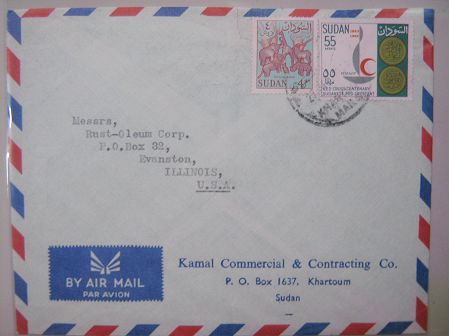 السودان
SUDAN
السودان
SUDAN
55
٥٥
Messrs,
Rust-Oleum Corp.
P.O.Box 32,
Evanston,
ILLINOIS,
U.S.A.
BY AIR MAIL
PAR AVION
Kamal Commercial & Contracting Co.
P. O. Box 1637, Khartoum
Sudan